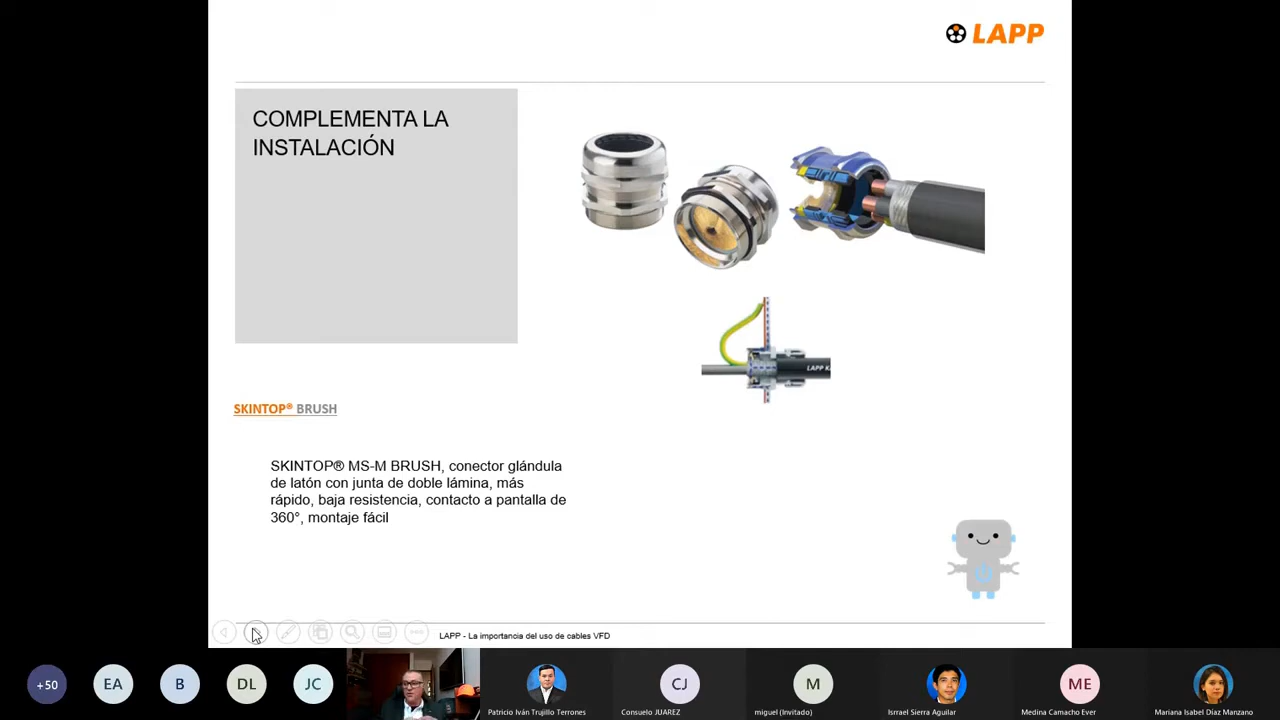 LAPP
COMPLEMENTA LA
INSTALACIÓN
LAPP KA
SKINTOP® BRUSH
SKINTOP® MS-M BRUSH, conector glándula
de latón con junta de doble lámina, más
rápido, baja resistencia, contacto a pantalla de
360°, montaje fácil
LAPP - La importancia del uso de cables VFD
+50
EA
B
DL
JC
CJ
M
ME
Patricio Iván Trujillo Terrones
Consuelo JUAREZ
miguel (Invitado)
Isrrael Sierra Aguilar
Medina Camacho Ever
Mariana Isabel Díaz Manzano